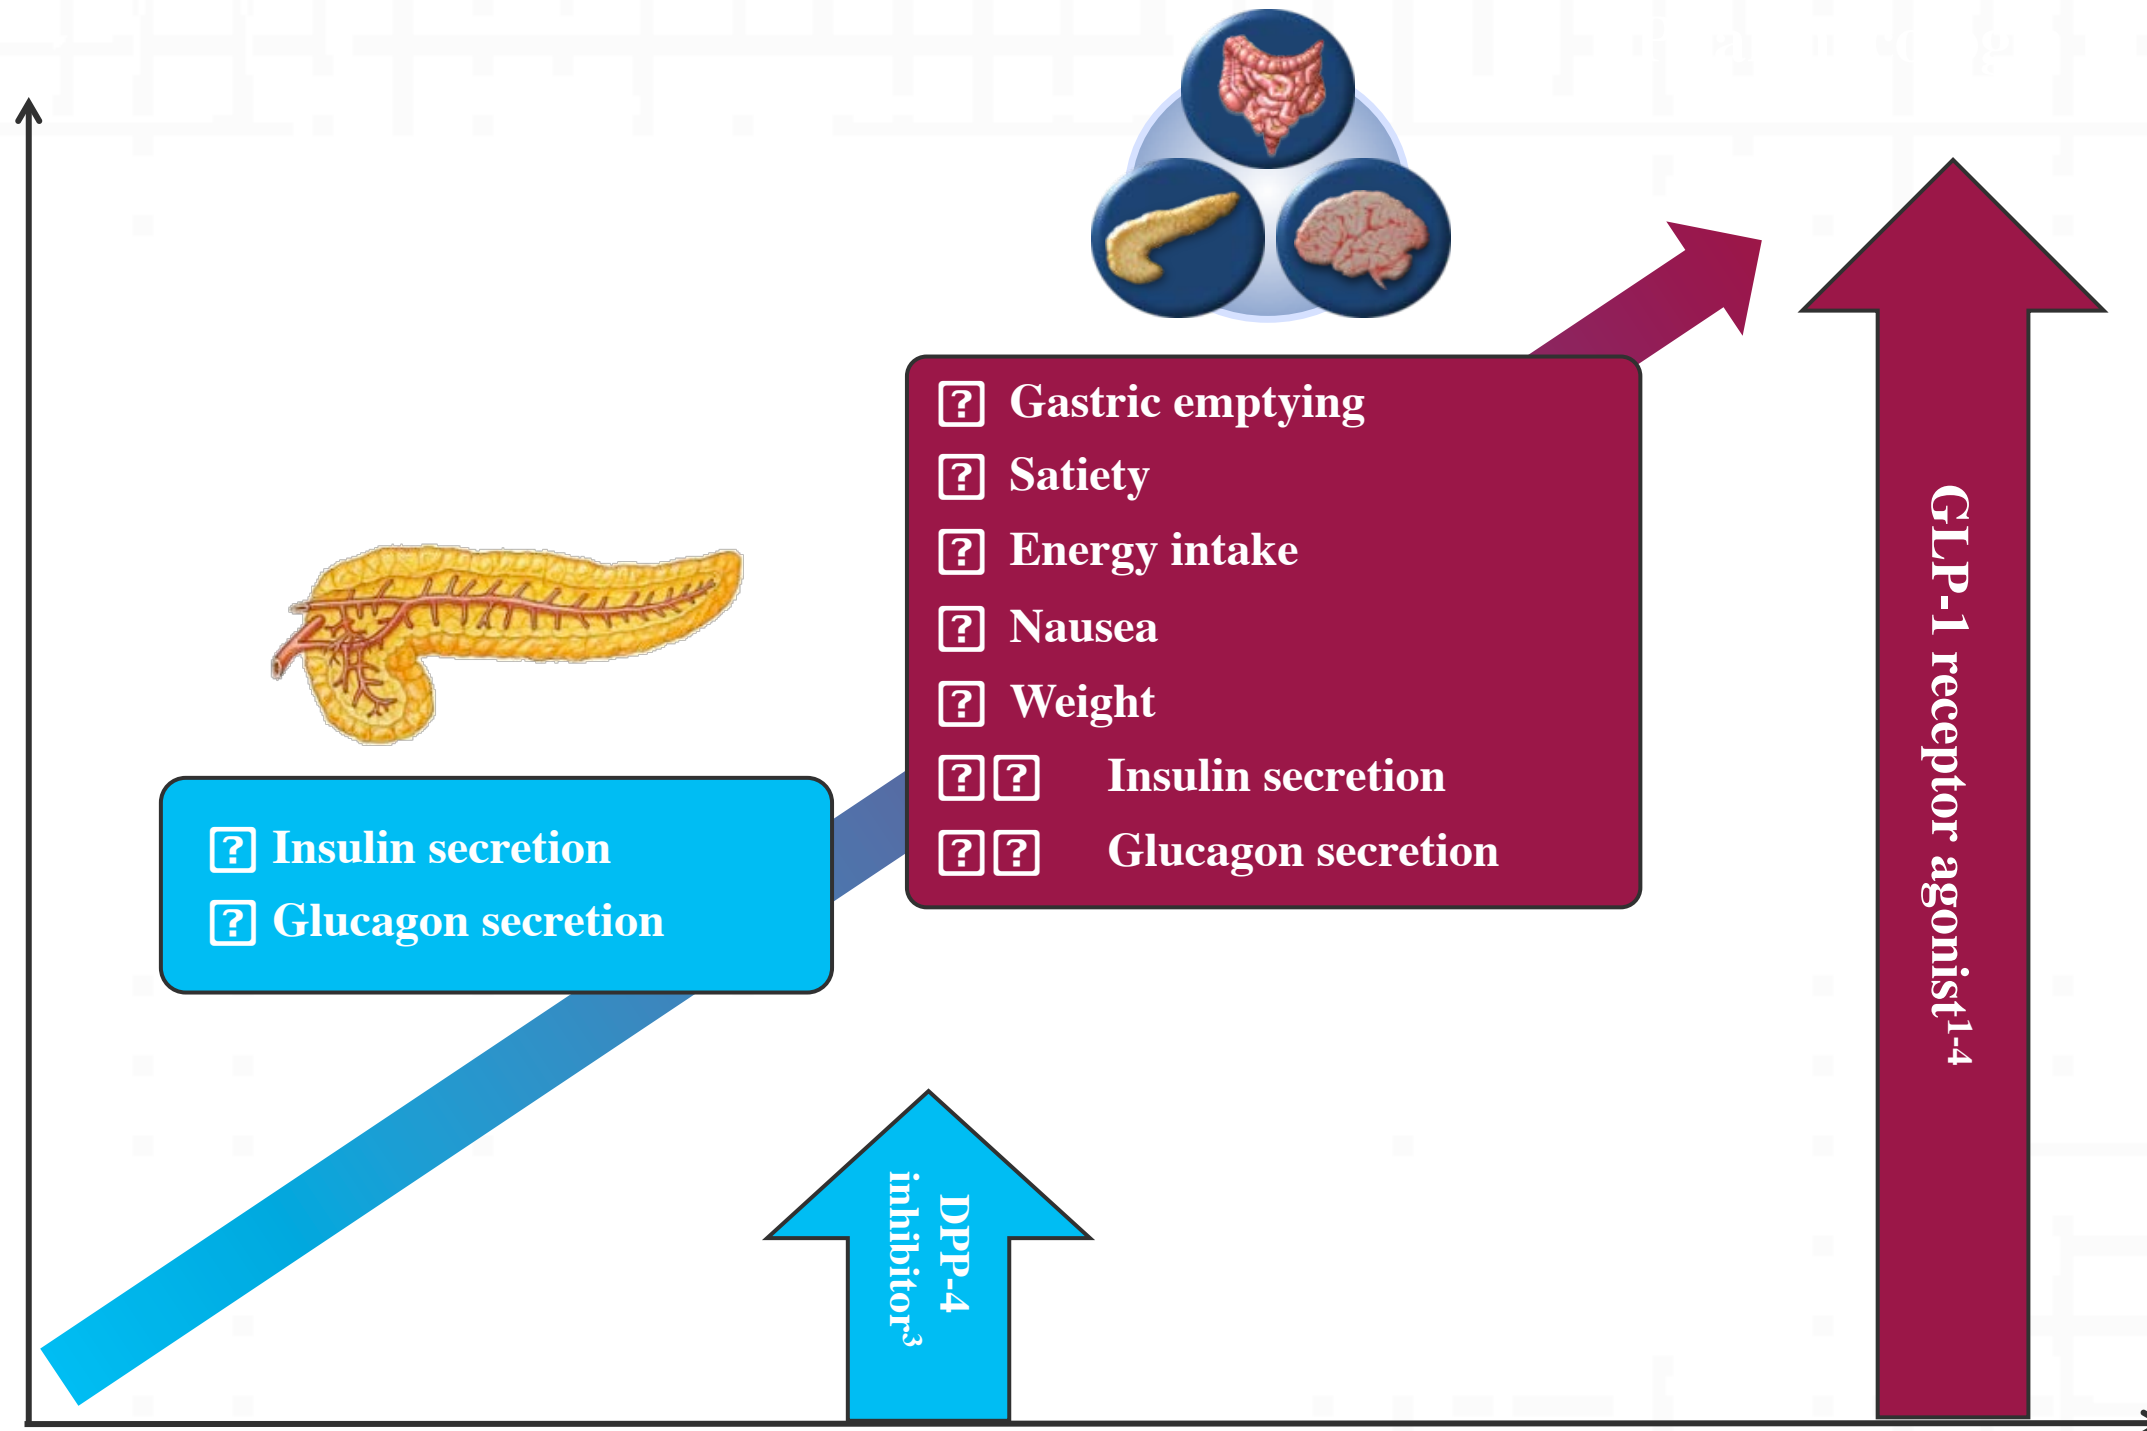 Gastric emptying
Satiety
Energy intake
Nausea
Weight
Insulin secretion
Glucagon secretion
Insulin secretion
Glucagon secretion
DPP-4
inhibitor³
GLP-1 receptor agonist¹⁻⁴